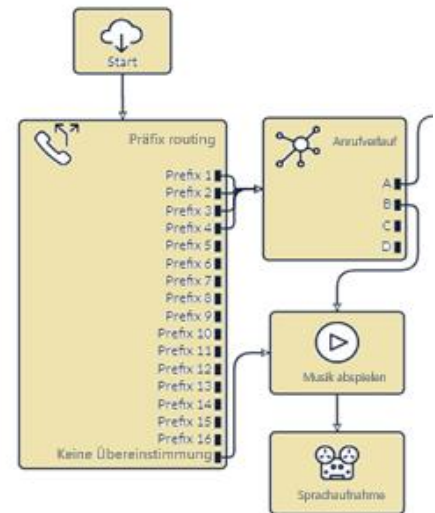 Start
Präfix routing
Prefix 1
Prefix 2
Prefix 3
Prefix 4
Prefix 5
Prefix 6
Prefix 7
Prefix 8
Prefix 9
Prefix 10
Prefix 11
Prefix 12
Prefix 13
Prefix 14
Prefix 15
Prefix 16
Keine Übereinstimmung
Anrufverlauf
A
B
C
D
Musik abspielen
Sprachaufnahme